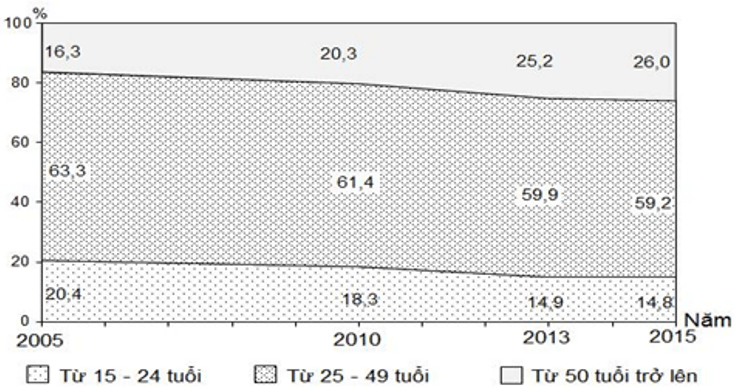 %
100
16,3 20,3 25,2 26,0
80
63,3 61,4 59,9 59,2
60
40
20
20,4 18,3 14,9 14,8
0
2005 2010 2013 2015 Năm
Từ 15 - 24 tuổi Từ 25 - 49 tuổi Từ 50 tuổi trở lên